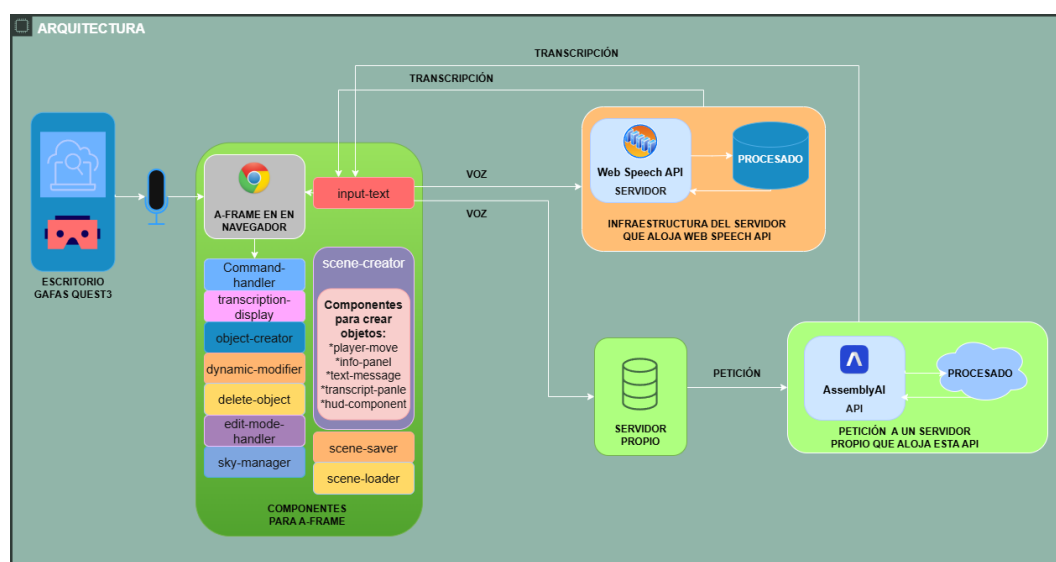 ARQUITECTURA
TRANSCRIPCIÓN
TRANSCRIPCIÓN
ESCRITORIO
GAFAS QUEST3
A-FRAME EN EN
NAVEGADOR
input-text
VOZ
VOZ
Web Speech API
SERVIDOR
PROCESADO
INFRAESTRUCTURA DEL SERVIDOR
QUE ALOJA WEB SPEECH API
Command-
handler
transcription-
display
object-creator
dynamic-modifier
delete-object
edit-mode-
handler
sky-manager
scene-creator
Componentes
para crear
objetos:
*player-move
*info-panel
*text-message
*transcript-panle
*hud-component
scene-saver
scene-loader
COMPONENTES
PARA A-FRAME
SERVIDOR
PROPIO
PETICIÓN
AssemblyAI
API
PROCESADO
PETICIÓN A UN SERVIDOR
PROPIO QUE ALOJA ESTA API